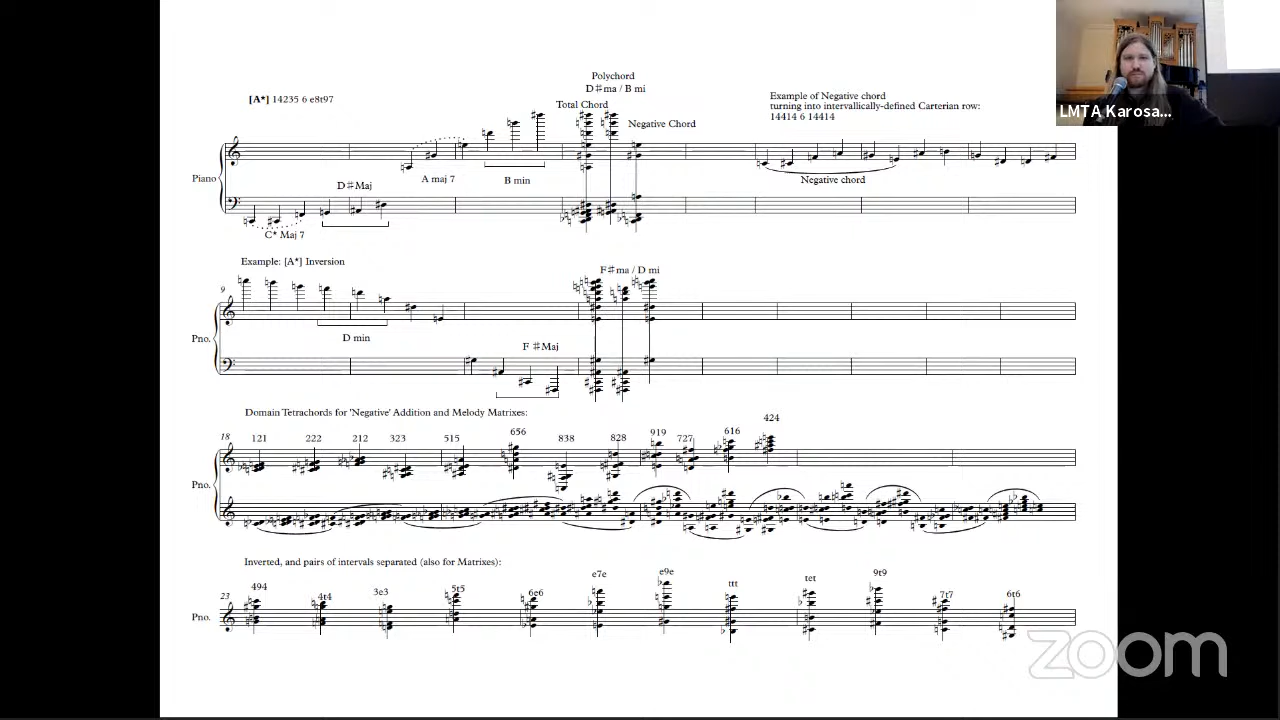 Polychord
D♯ma / B mi
[A*] 14235 6 e8t97
Total Chord
Negative Chord
Example of Negative chord
turning into intervallically-defined Carterian row:
14414 6 14414
LMTA Karosa...
Piano
D♯Maj
A maj 7
B min
Negative chord
C* Maj 7
Example: [A*] Inversion
F♯ma / D mi
9
D min
Pno.
F ♯Maj
Domain Tetrachords for 'Negative' Addition and Melody Matrixes:
18
121 222 212 323 515 656 838 828 919 727 616 424
Pno.
Inverted, and pairs of intervals separated (also for Matrixes):
23
494 4t4 3e3 5t5 6e6 e7e e9e ttt tet 9t9 7t7 6t6
Pno.
zoom